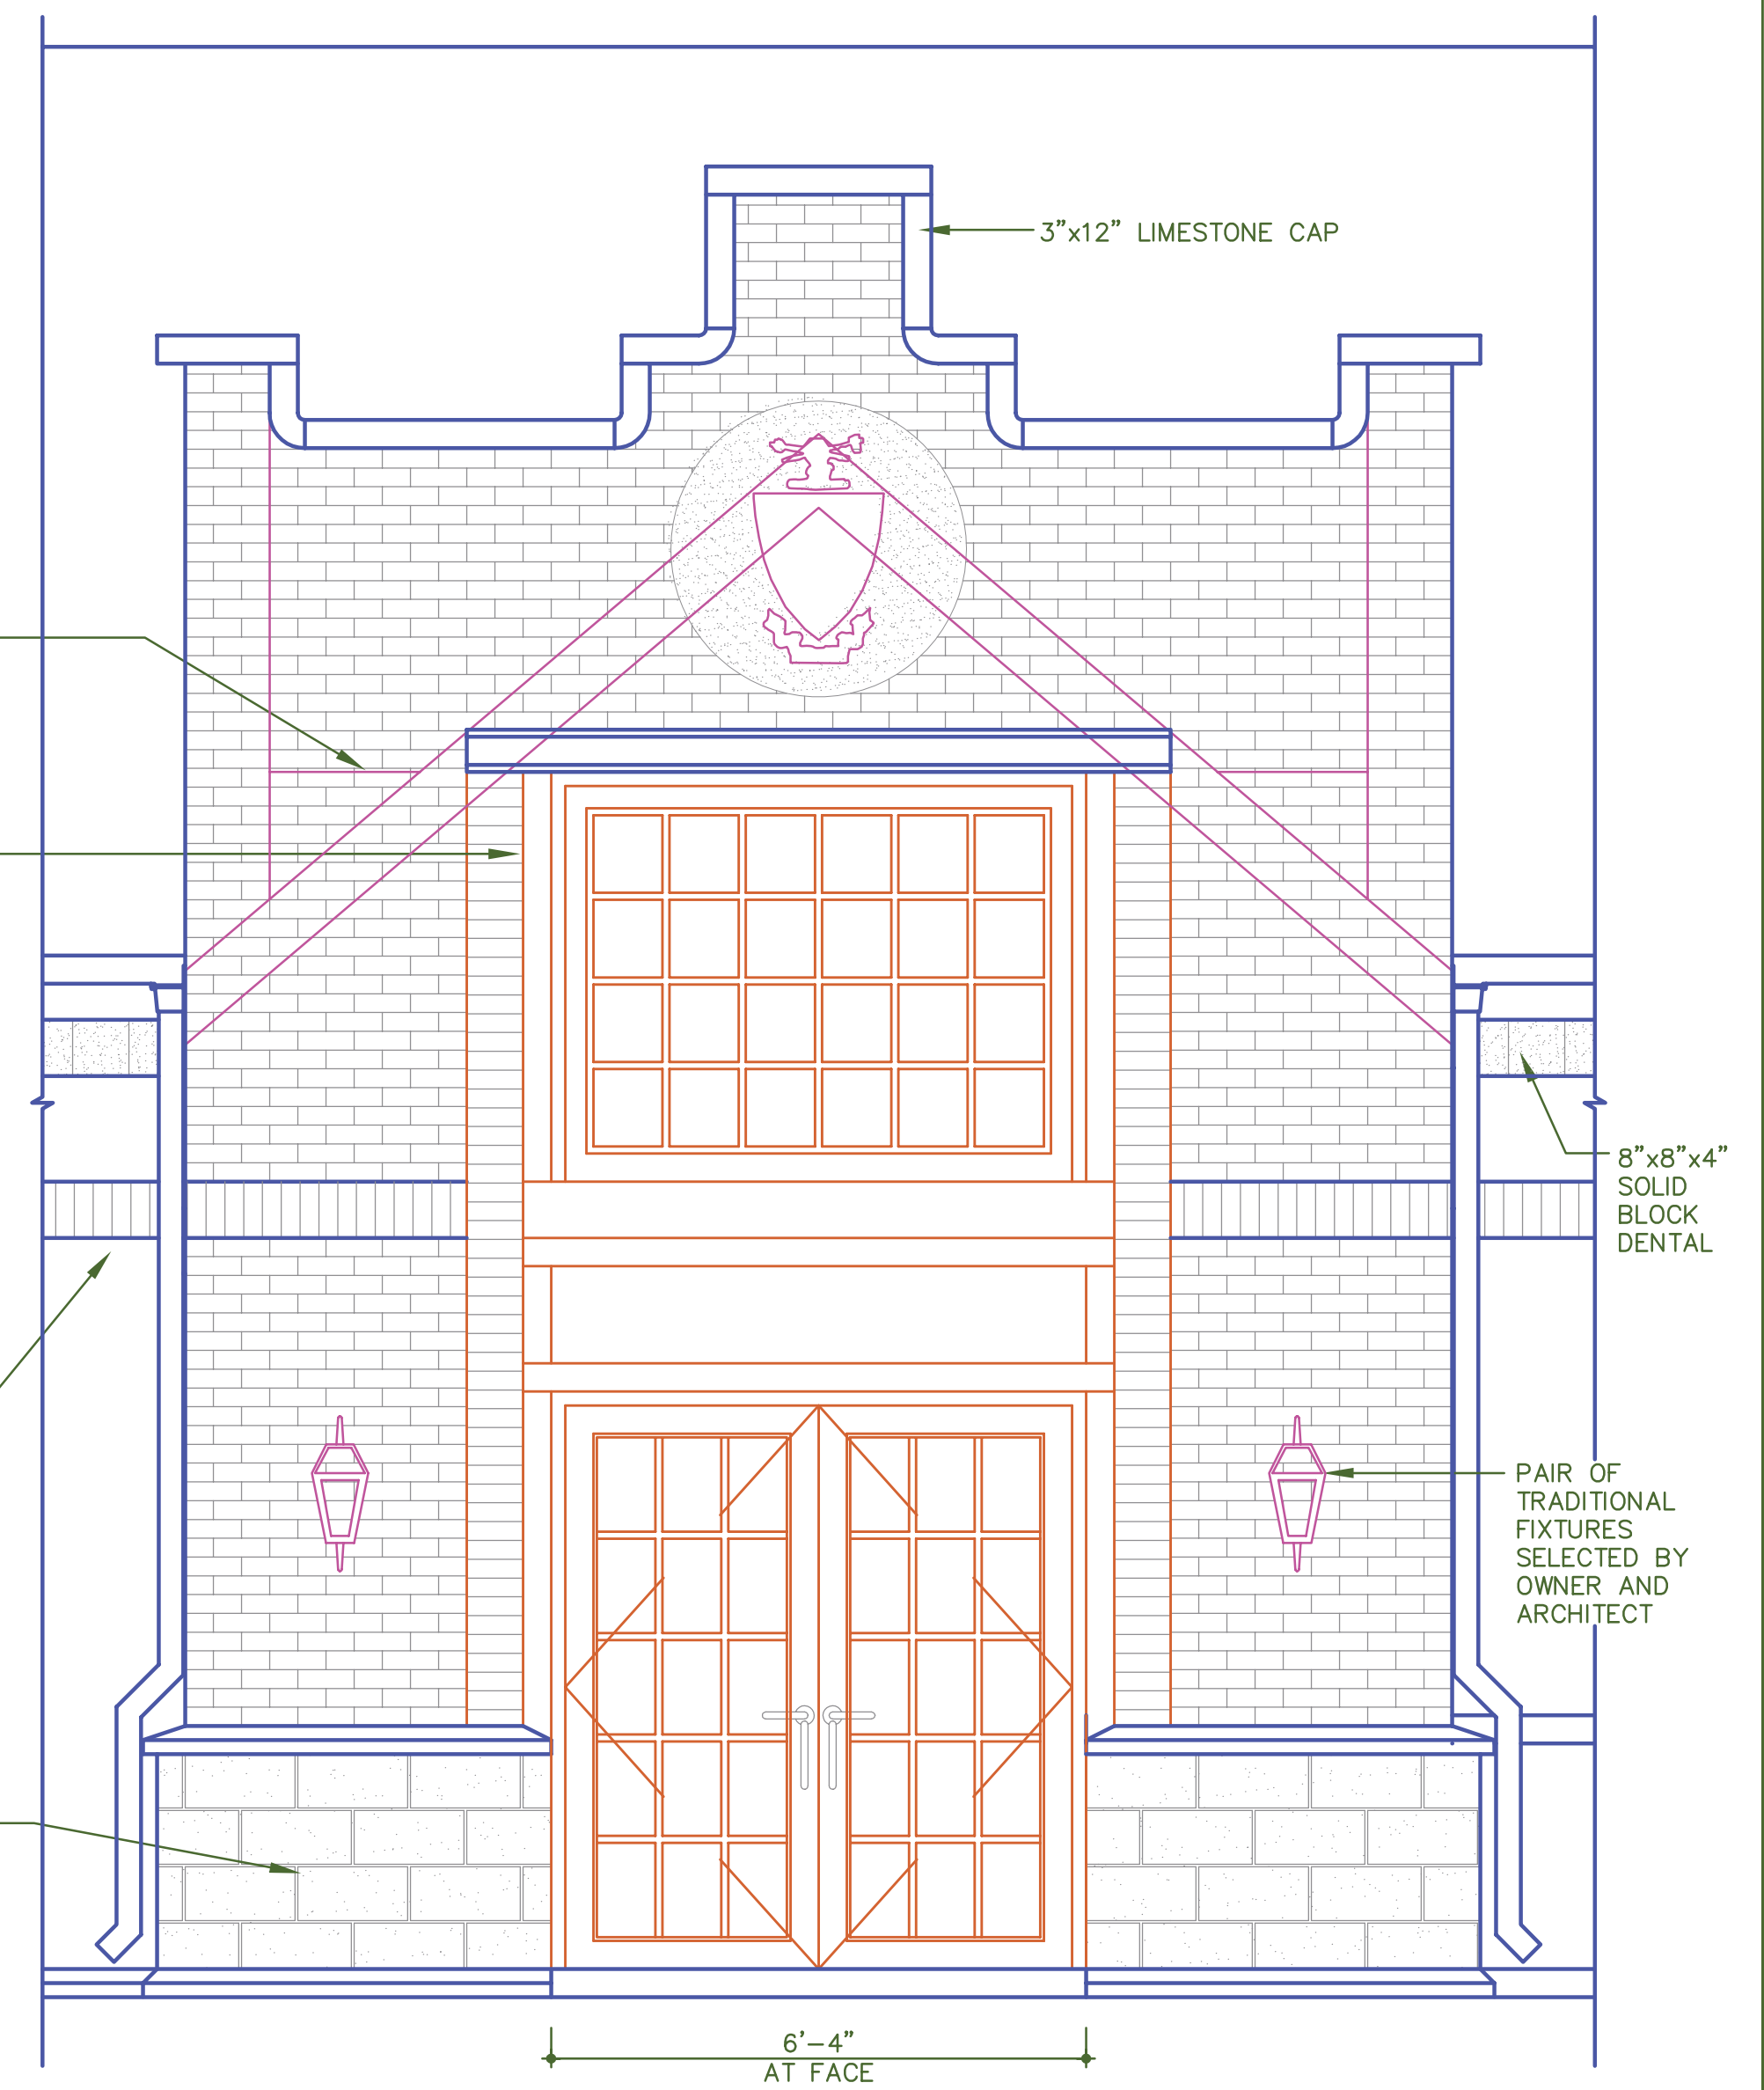 3”x12” LIMESTONE CAP
8”x8”x4”
SOLID
BLOCK
DENTAL
PAIR OF
TRADITIONAL
FIXTURES
SELECTED BY
OWNER AND
ARCHITECT
6’–4”
AT FACE